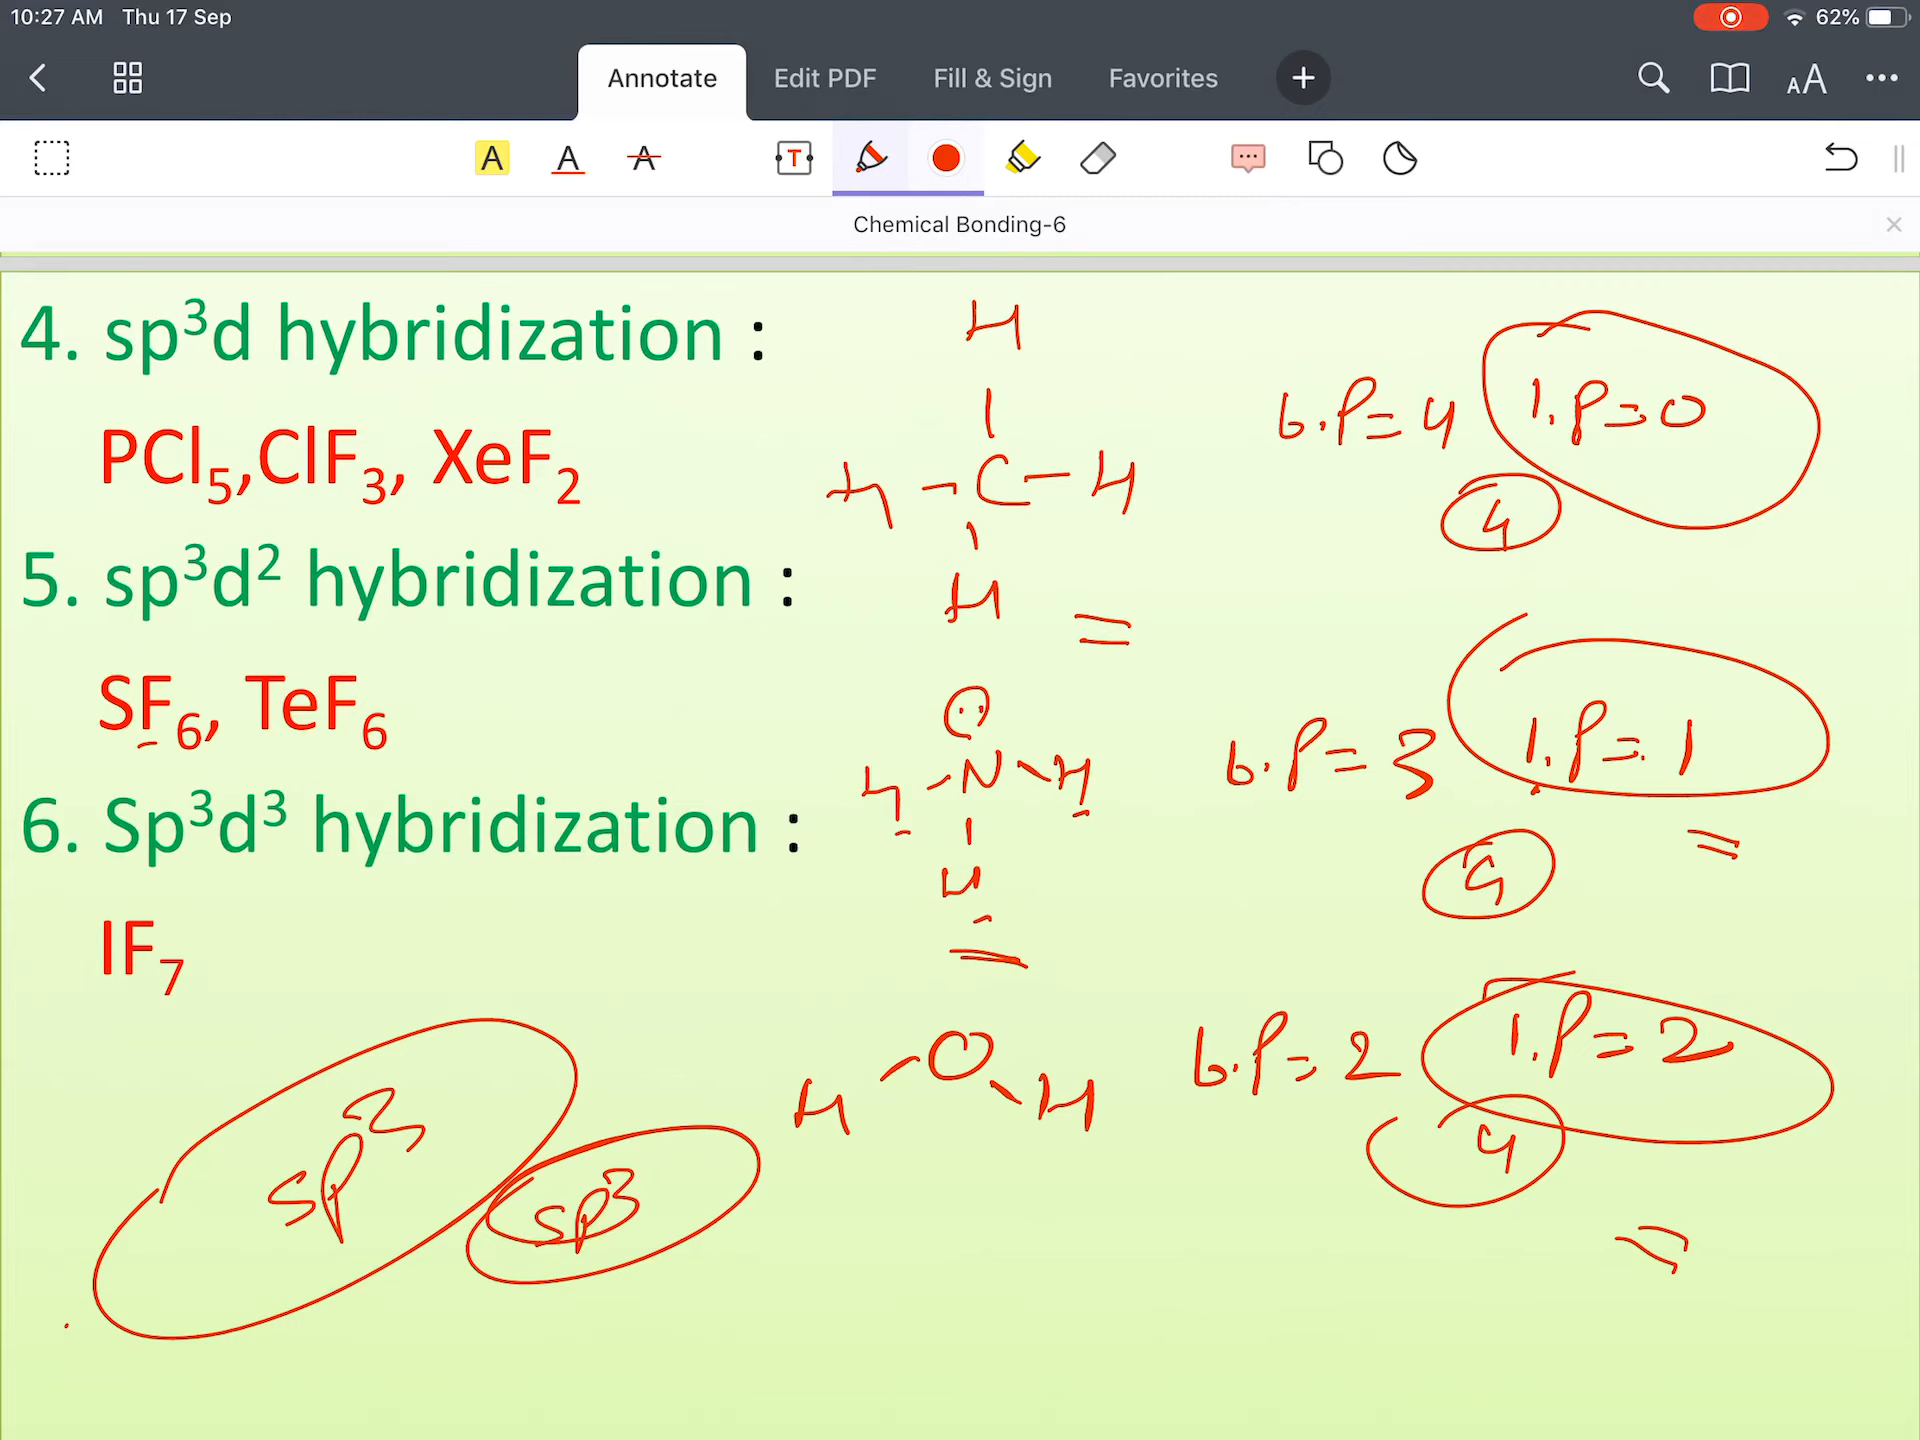 10:27 AM Thu 17 Sep
62%
Annotate Edit PDF Fill & Sign Favorites
A A A T AA
Chemical Bonding-6
4. sp³d hybridization :
PCl₅,ClF₃, XeF₂
5. sp³d² hybridization :
SF₆, TeF₆
6. Sp³d³ hybridization :
IF₇
H
H - C - H
H
b.P = 4 l.P = 0
4
H - N - H
H
b.P = 3 l.P = 1
4
H - O - H
b.P = 2 l.P = 2
4
sp³
sp³